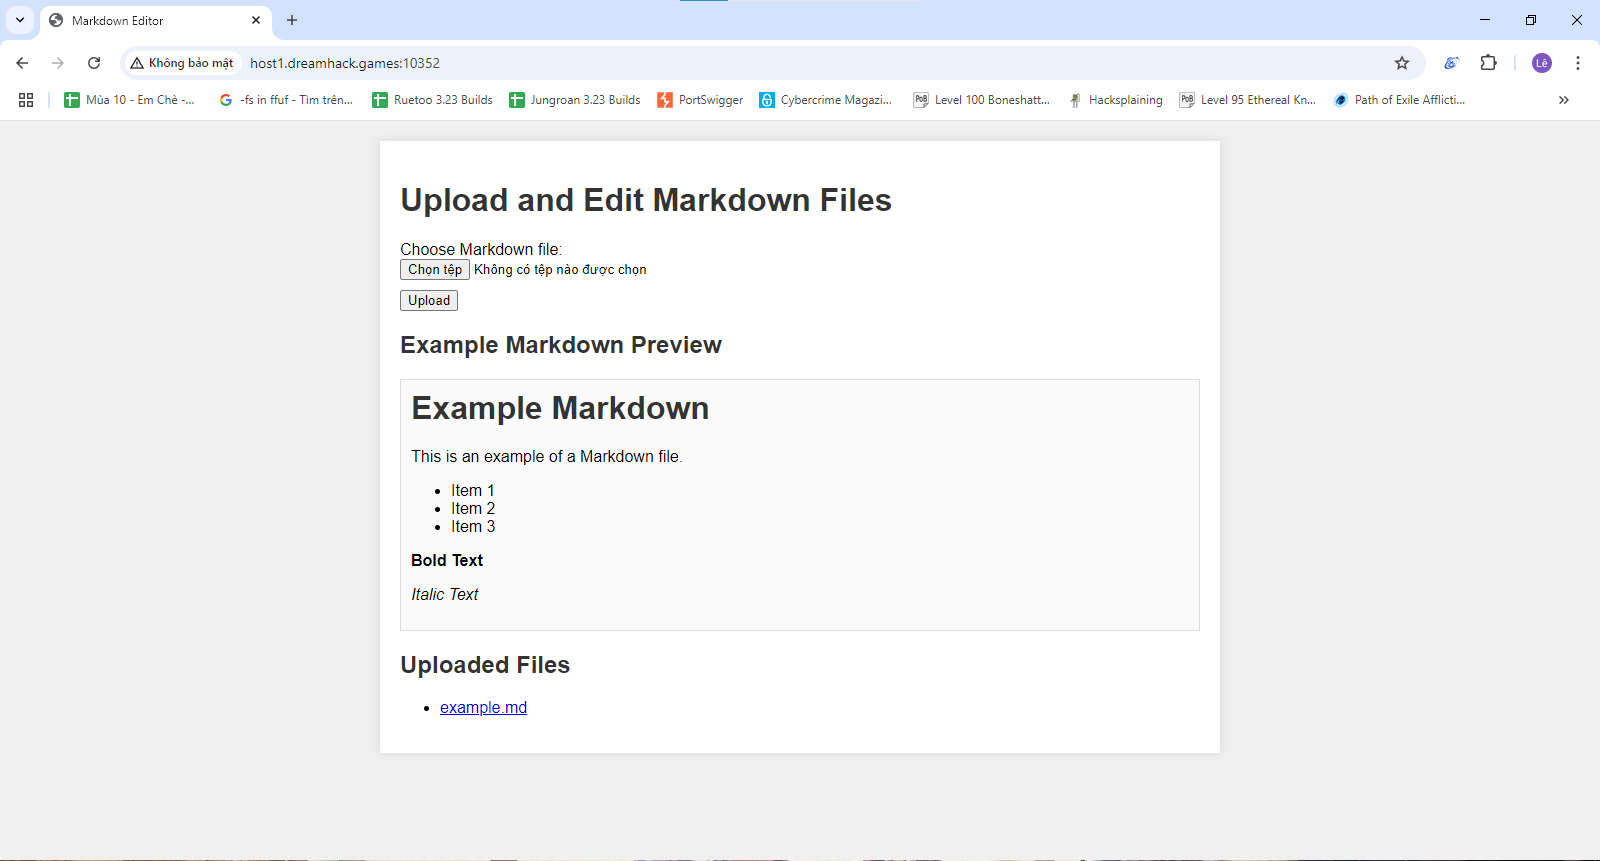 Markdown Editor
Không bảo mật host1.dreamhack.games:10352
Lê
Mùa 10 - Em Chè -... -fs in ffuf - Tìm trên... Ruetoo 3.23 Builds Jungroan 3.23 Builds PortSwigger Cybercrime Magazi... PoB Level 100 Boneshatt... Hacksplaining PoB Level 95 Ethereal Kn... Path of Exile Afflicti...
Upload and Edit Markdown Files
Choose Markdown file:
Chọn tệp Không có tệp nào được chọn
Upload
Example Markdown Preview
Example Markdown
This is an example of a Markdown file.
• Item 1
• Item 2
• Item 3
Bold Text
Italic Text
Uploaded Files
• example.md